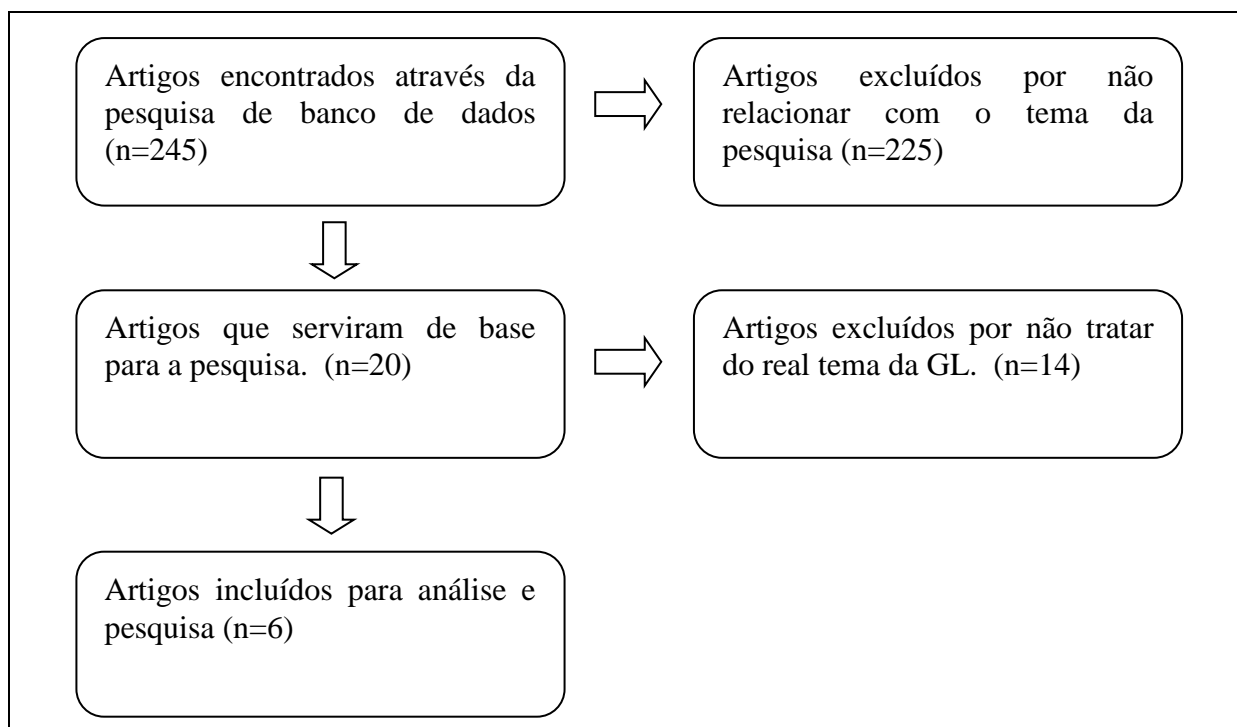 Artigos encontrados através da
pesquisa de banco de dados
(n=245)
Artigos excluídos por não
relacionar com o tema da
pesquisa (n=225)
Artigos que serviram de base
para a pesquisa. (n=20)
Artigos excluídos por não tratar
do real tema da GL. (n=14)
Artigos incluídos para análise e
pesquisa (n=6)